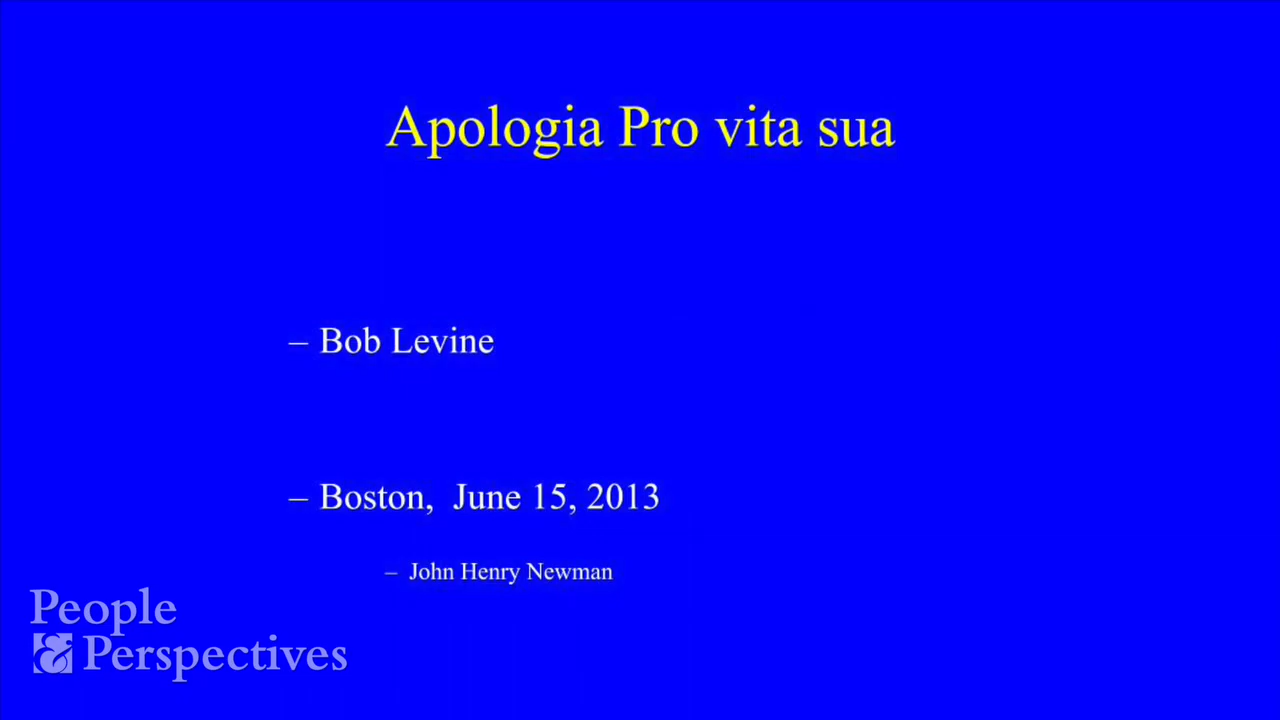 Apologia Pro vita sua
– Bob Levine
– Boston, June 15, 2013
– John Henry Newman
People
& Perspectives